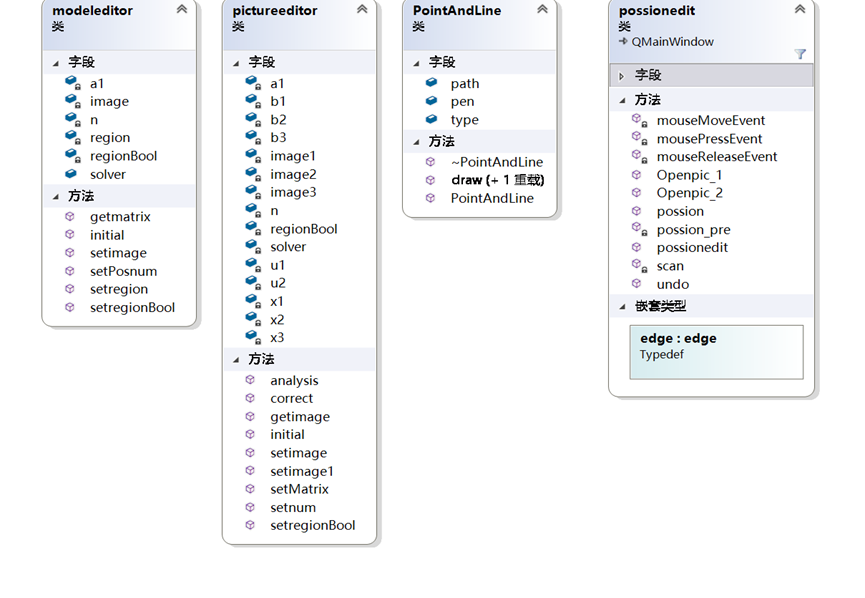 modeleditor
类
字段
a1
image
n
region
regionBool
solver
方法
getmatrix
initial
setimage
setPosnum
setregion
setregionBool
pictureeditor
类
字段
a1
b1
b2
b3
image1
image2
image3
n
regionBool
solver
u1
u2
x1
x2
x3
方法
analysis
correct
getimage
initial
setimage
setimage1
setMatrix
setnum
setregionBool
PointAndLine
类
字段
path
pen
type
方法
~PointAndLine
draw (+ 1 重载)
PointAndLine
possionedit
类
QMainWindow
字段
方法
mouseMoveEvent
mousePressEvent
mouseReleaseEvent
Openpic_1
Openpic_2
possion
possion_pre
possionedit
scan
undo
嵌套类型
edge : edge
Typedef